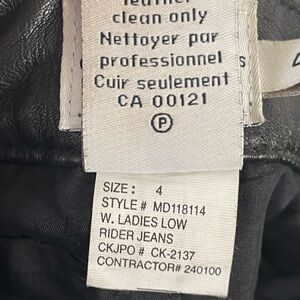 leather
clean only
Nettoyer par
professionnel
Cuir seulement
CA 00121
P
SIZE: 4
STYLE # MD118114
W. LADIES LOW
RIDER JEANS
CKJPO # CK-2137
CONTRACTOR# 240100